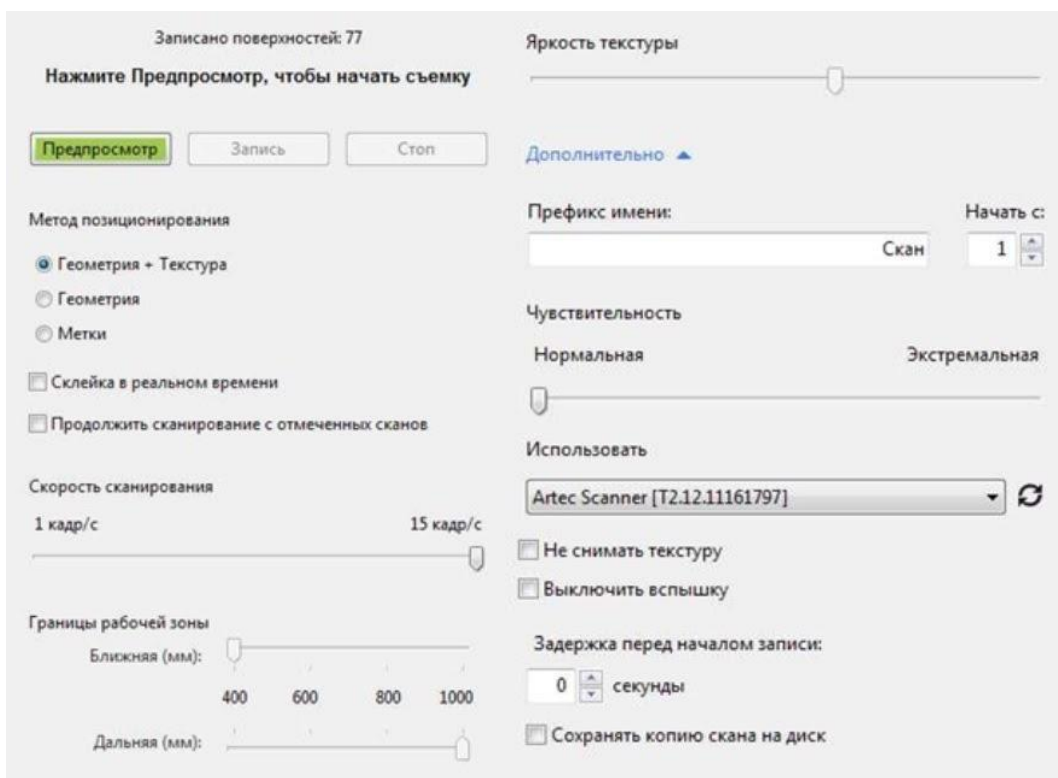 Записано поверхностей: 77
Нажмите Предпросмотр, чтобы начать съемку
Предпросмотр Запись Стоп
Метод позиционирования
Геометрия + Текстура
Геометрия
Метки
Склейка в реальном времени
Продолжить сканирование с отмеченных сканов
Скорость сканирования
1 кадр/с 15 кадр/с
Границы рабочей зоны
Ближняя (мм):
400 600 800 1000
Дальняя (мм):
Яркость текстуры
Дополнительно
Префикс имени: Начать с:
Скан 1
Чувствительность
Нормальная Экстремальная
Использовать
Artec Scanner [T2.12.11161797]
Не снимать текстуру
Выключить вспышку
Задержка перед началом записи:
0 секунды
Сохранять копию скана на диск